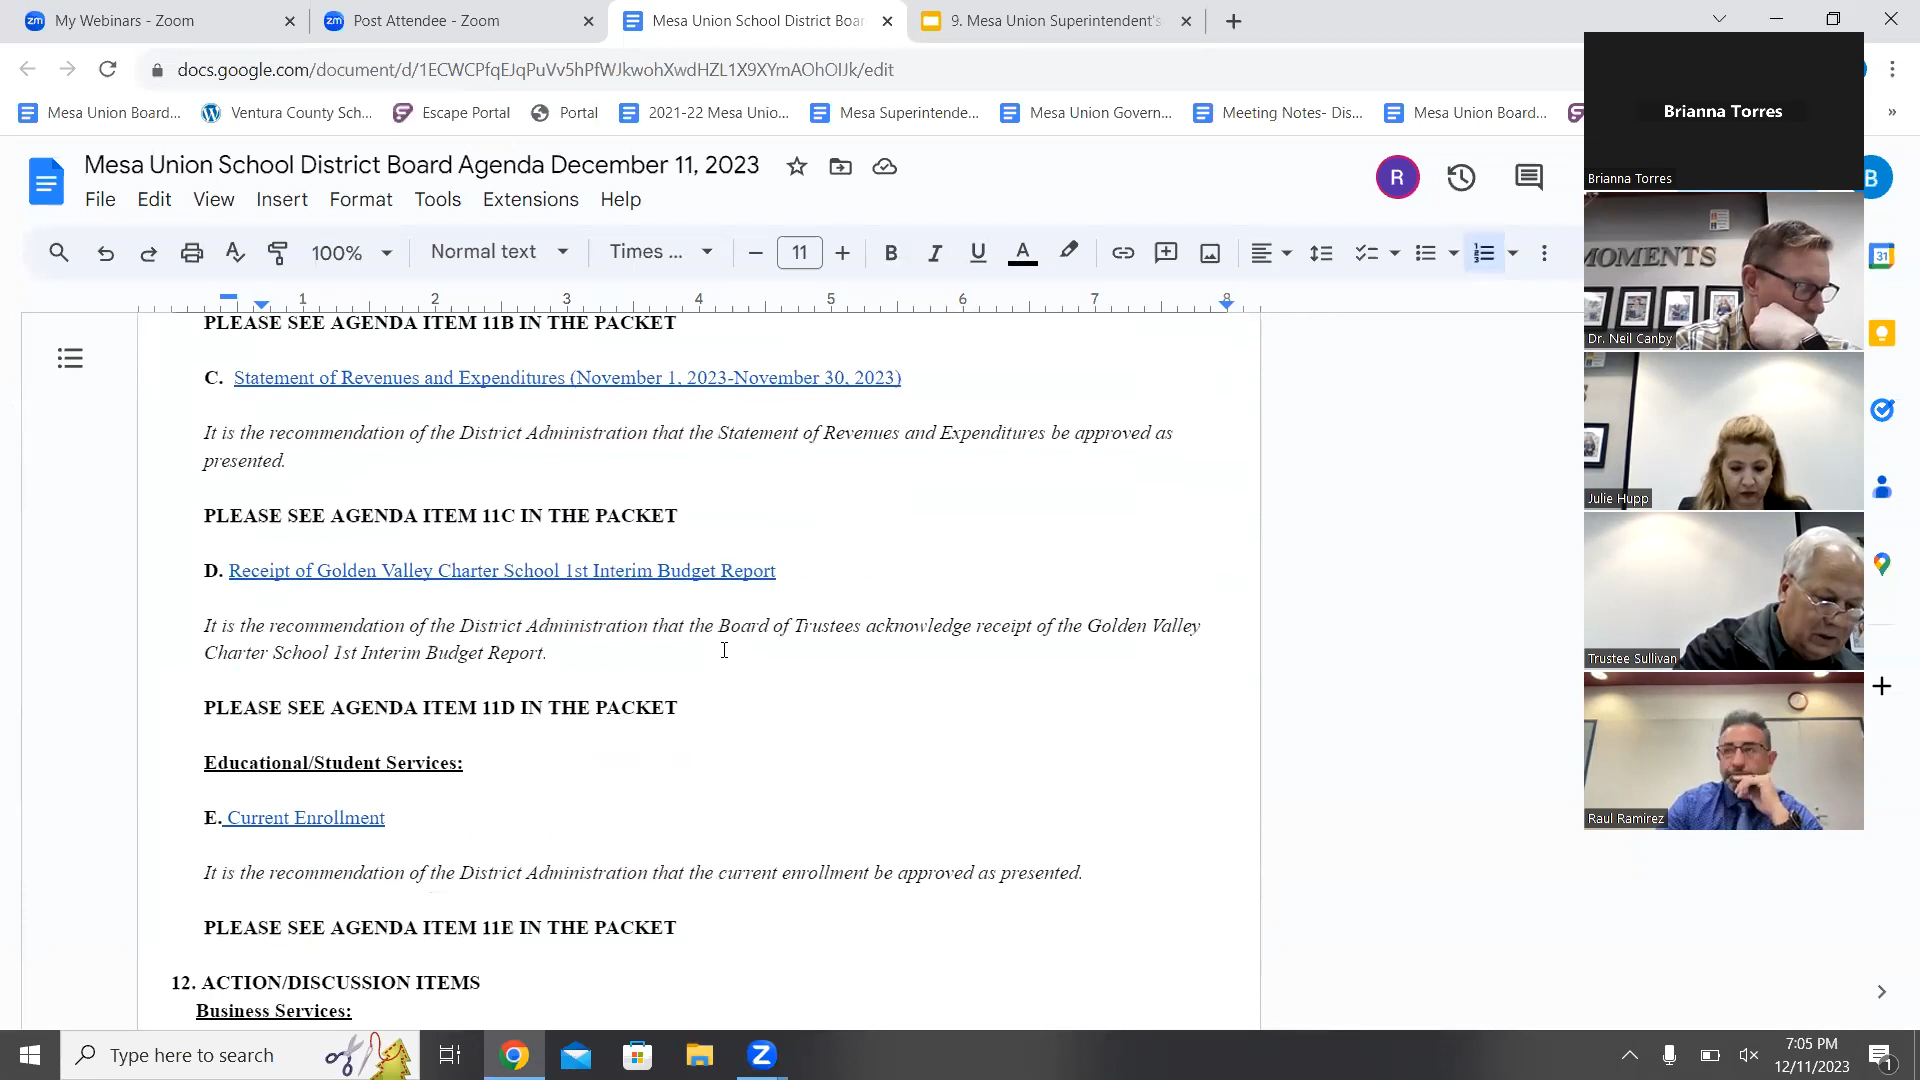 My Webinars - Zoom
Post Attendee - Zoom
Mesa Union School District Boar
9. Mesa Union Superintendent's
docs.google.com/document/d/1ECWCPfqEJqPuVv5hPfWJkwohXwdHZL1X9XYmAOhOIJk/edit
Mesa Union Board...
Ventura County Sch...
Escape Portal
Portal
2021-22 Mesa Unio...
Mesa Superintende...
Mesa Union Govern...
Meeting Notes- Dis...
Mesa Union Board...
Mesa Union School District Board Agenda December 11, 2023
File Edit View Insert Format Tools Extensions Help
R
B
100% Normal text Times ... 11 B I U A
1 2 3 4 5 6 7 8
PLEASE SEE AGENDA ITEM 11B IN THE PACKET
C. Statement of Revenues and Expenditures (November 1, 2023-November 30, 2023)
It is the recommendation of the District Administration that the Statement of Revenues and Expenditures be approved as
presented.
PLEASE SEE AGENDA ITEM 11C IN THE PACKET
D. Receipt of Golden Valley Charter School 1st Interim Budget Report
It is the recommendation of the District Administration that the Board of Trustees acknowledge receipt of the Golden Valley
Charter School 1st Interim Budget Report.
PLEASE SEE AGENDA ITEM 11D IN THE PACKET
Educational/Student Services:
E. Current Enrollment
It is the recommendation of the District Administration that the current enrollment be approved as presented.
PLEASE SEE AGENDA ITEM 11E IN THE PACKET
12. ACTION/DISCUSSION ITEMS
Business Services:
Brianna Torres
Brianna Torres
MOMENTS
Dr. Neil Canby
Julie Hupp
Trustee Sullivan
Raul Ramirez
31
Type here to search
7:05 PM
12/11/2023
1